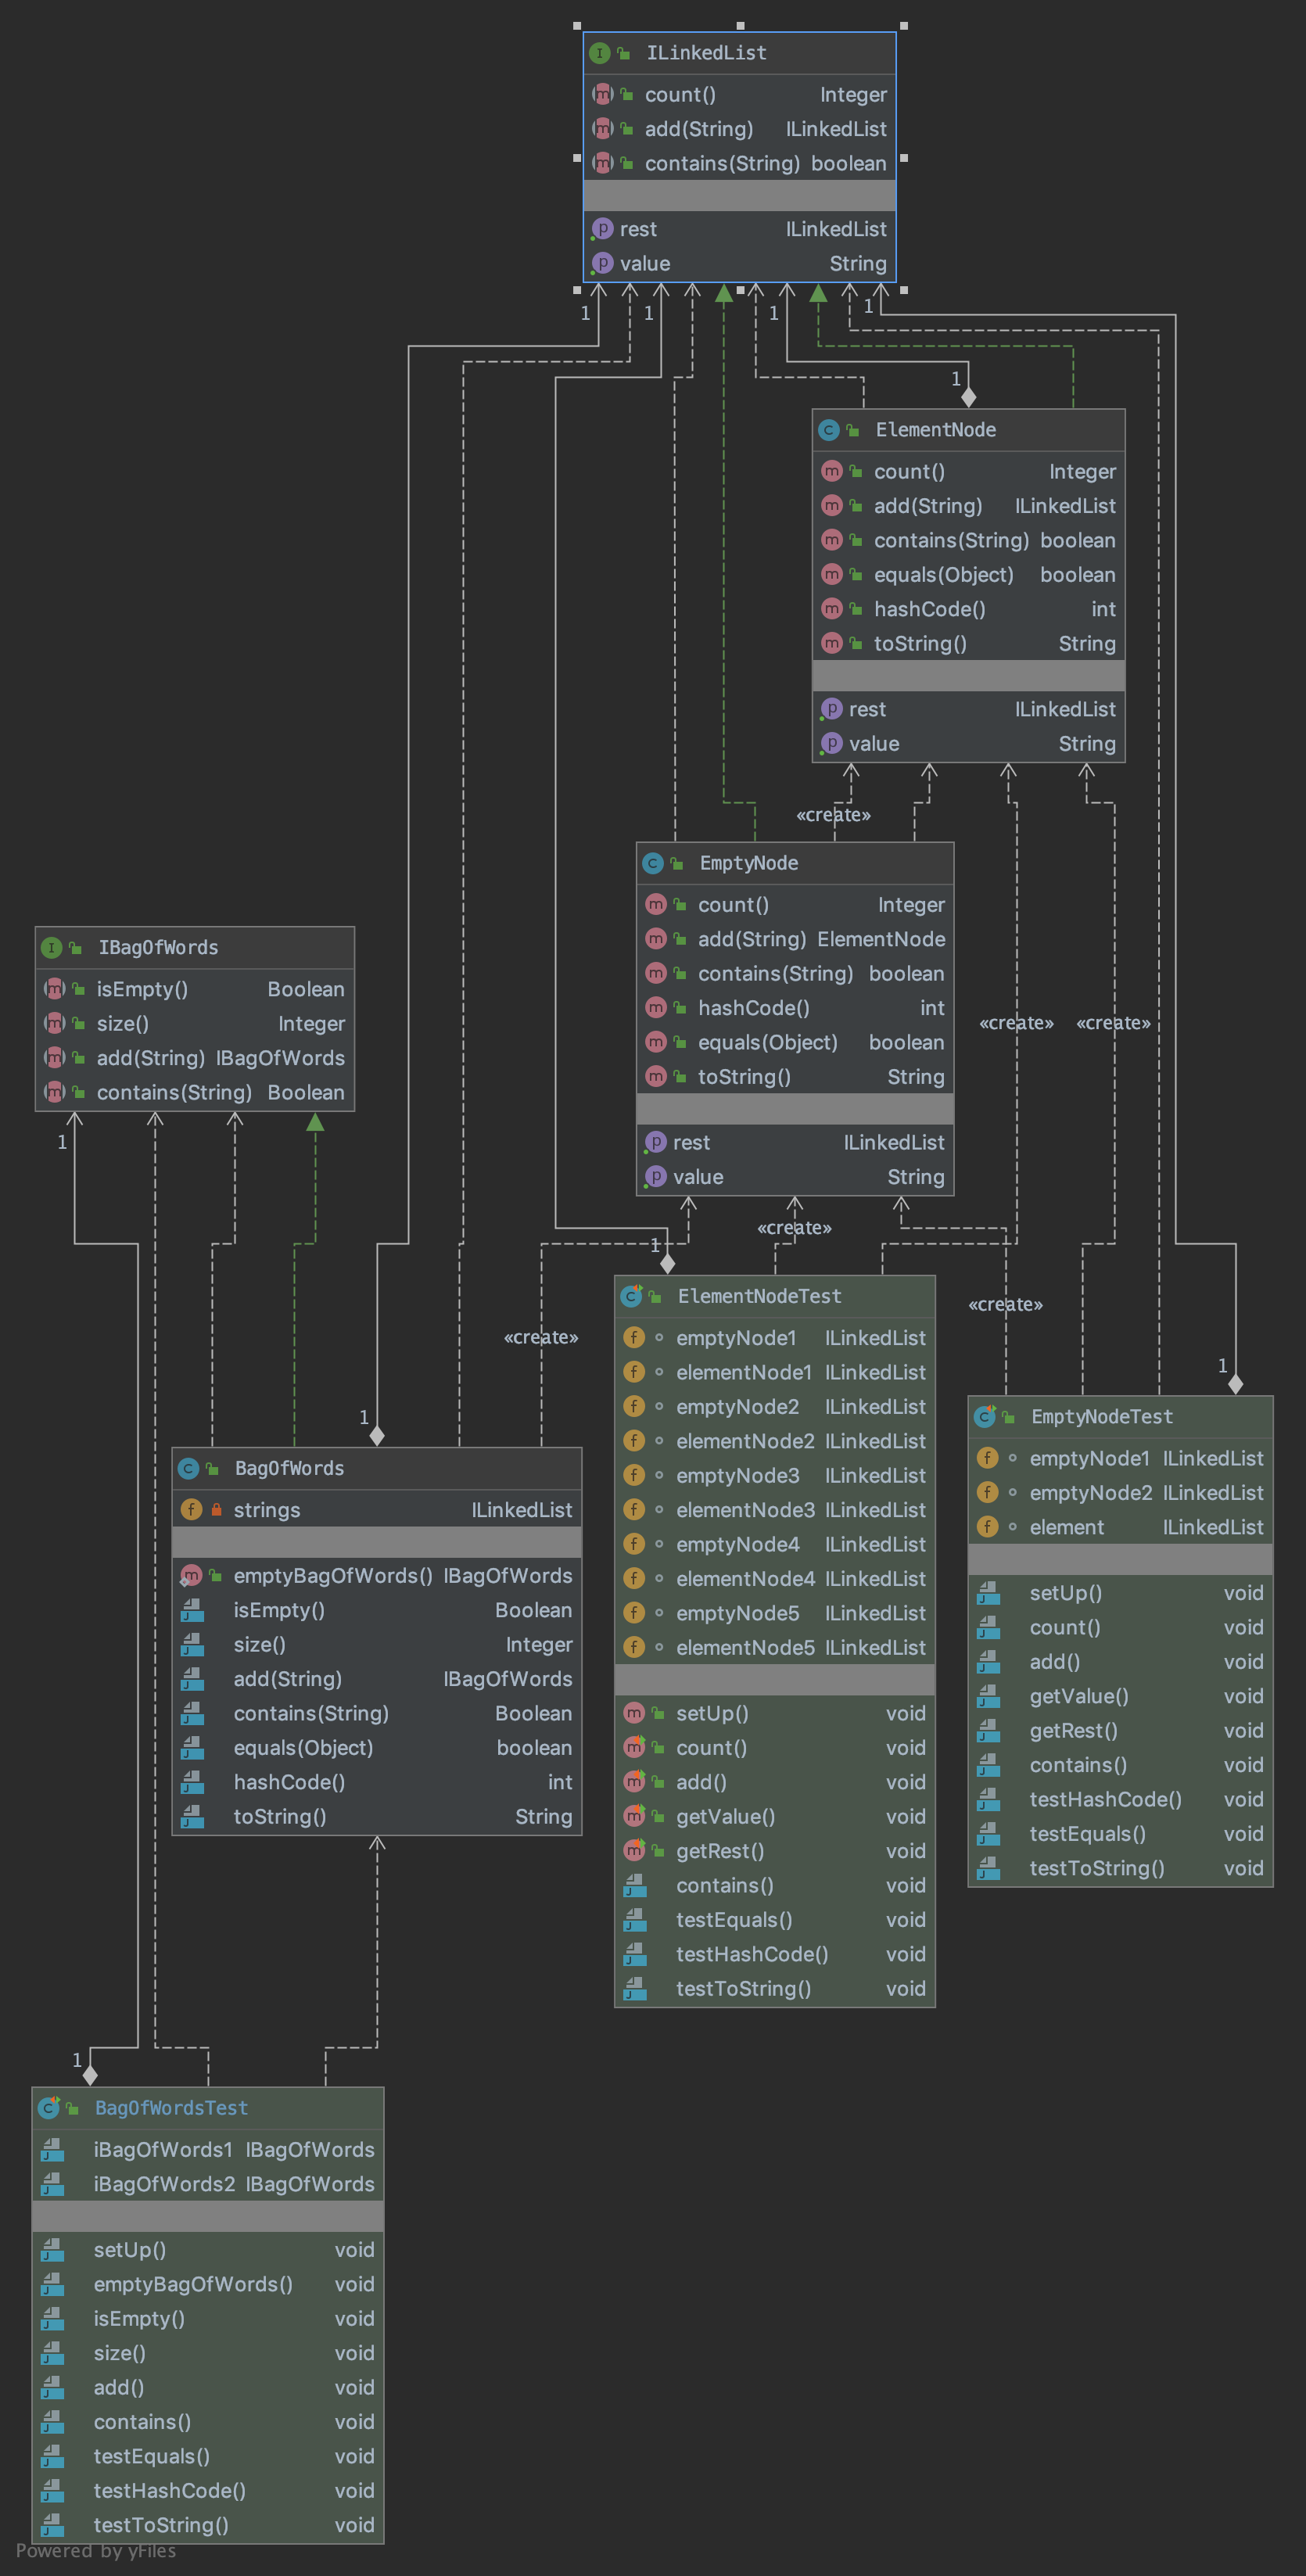 ILinkedList
count() Integer
add(String) ILinkedList
contains(String) boolean
rest ILinkedList
value String
1 1 1 1
1
ElementNode
count() Integer
add(String) ILinkedList
contains(String) boolean
equals(Object) boolean
hashCode() int
toString() String
rest ILinkedList
value String
«create»
EmptyNode
count() Integer
add(String) ElementNode
contains(String) boolean
hashCode() int
equals(Object) boolean
toString() String
rest ILinkedList
value String
«create» «create»
IBagOfWords
isEmpty() Boolean
size() Integer
add(String) IBagOfWords
contains(String) Boolean
1
«create»
1
«create»
«create»
ElementNodeTest
emptyNode1 ILinkedList
elementNode1 ILinkedList
emptyNode2 ILinkedList
elementNode2 ILinkedList
emptyNode3 ILinkedList
elementNode3 ILinkedList
emptyNode4 ILinkedList
elementNode4 ILinkedList
emptyNode5 ILinkedList
elementNode5 ILinkedList
setUp() void
count() void
add() void
getValue() void
getRest() void
contains() void
testEquals() void
testHashCode() void
testToString() void
1
EmptyNodeTest
emptyNode1 ILinkedList
emptyNode2 ILinkedList
element ILinkedList
setUp() void
count() void
add() void
getValue() void
getRest() void
contains() void
testHashCode() void
testEquals() void
testToString() void
1
BagOfWords
strings ILinkedList
emptyBagOfWords() IBagOfWords
isEmpty() Boolean
size() Integer
add(String) IBagOfWords
contains(String) Boolean
equals(Object) boolean
hashCode() int
toString() String
1
BagOfWordsTest
iBagOfWords1 IBagOfWords
iBagOfWords2 IBagOfWords
setUp() void
emptyBagOfWords() void
isEmpty() void
size() void
add() void
contains() void
testEquals() void
testHashCode() void
testToString() void
Powered by yFiles